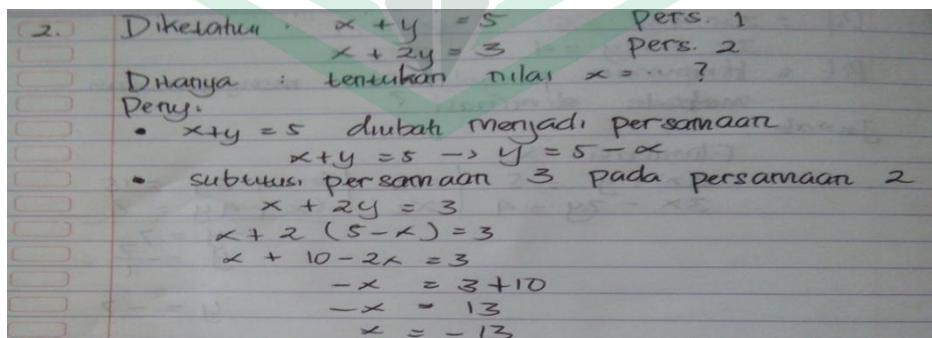 2. Diketahui : x + y = 5 Pers. 1
x + 2y = 3 Pers. 2
Ditanya : tentukan nilai x = ... ?
Peny:
• x+y = 5 diubah menjadi persamaan
x+y = 5 -> y = 5 - x
• subtitusi persamaan 3 pada persamaan 2
x + 2y = 3
x + 2 (5 - x) = 3
x + 10 - 2x = 3
-x = 3 + 10
-x = 13
x = - 13